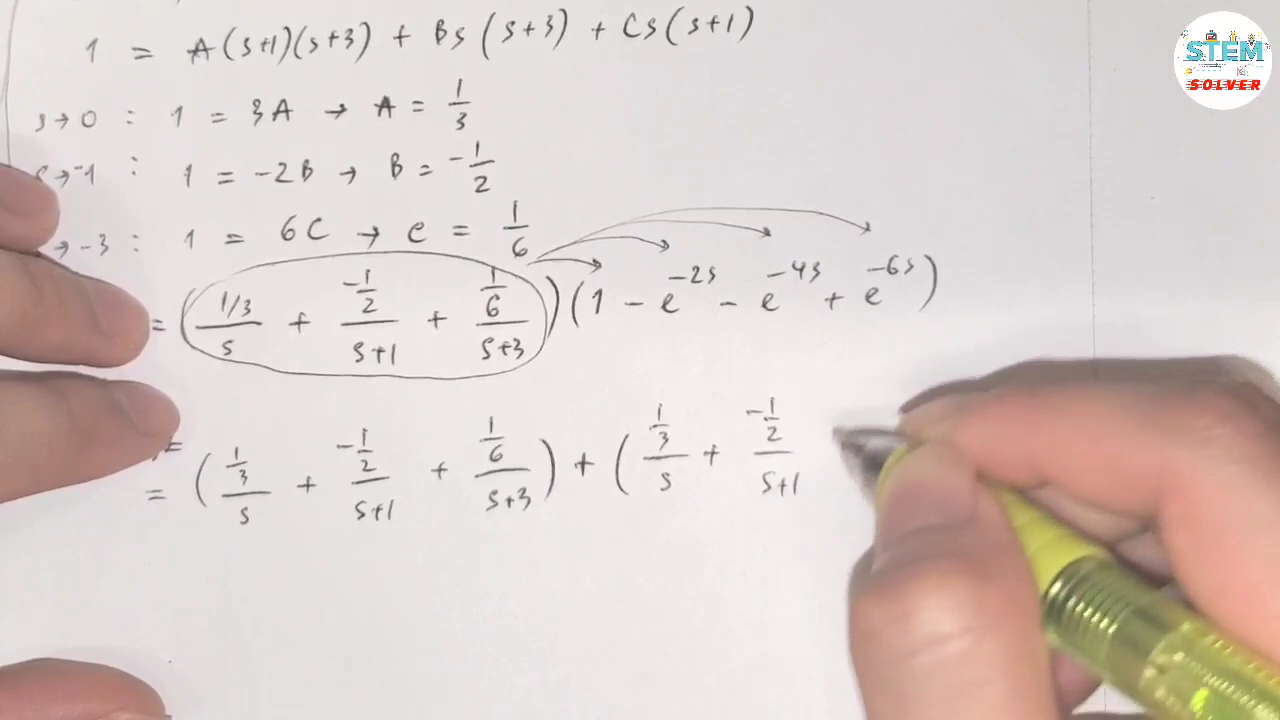 STEM
SOLVER
1 = A(s+1)(s+3) + Bs(s+3) + Cs(s+1)
s→0 : 1 = 3A → A = 1/3
s→-1 : 1 = -2B → B = -1/2
→-3 : 1 = 6C → C = 1/6
= ((1/3)/s + (-1/2)/(s+1) + (1/6)/(s+3))(1 - e^(-2s) - e^(-4s) + e^(-6s))
= ((1/3)/s + (-1/2)/(s+1) + (1/6)/(s+3)) + ((1/3)/s + (-1/2)/(s+1)